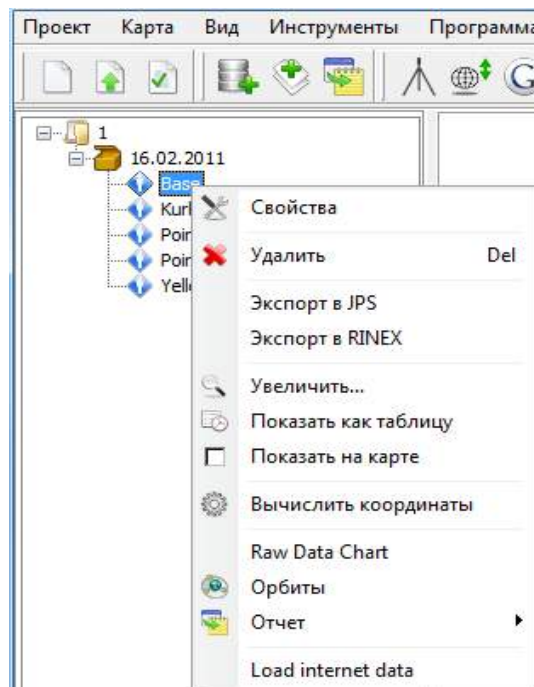 Проект Карта Вид Инструменты Программа
1
16.02.2011
Base
Свойства
Удалить Del
Экспорт в JPS
Экспорт в RINEX
Увеличить...
Показать как таблицу
Показать на карте
Вычислить координаты
Raw Data Chart
Орбиты
Отчет
Load internet data